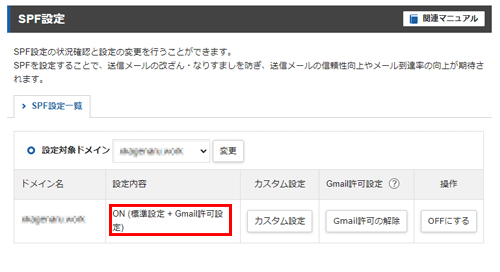 SPF設定
関連マニュアル
SPF設定の状況確認と設定の変更を行うことができます。
SPFを設定することで、送信メールの改ざん・なりすましを防ぎ、送信メールの信頼性向上やメール到達率の向上が期待さ
れます。
SPF設定一覧
設定対象ドメイン 変更
ドメイン名 設定内容 カスタム設定 Gmail許可設定 ? 操作
ON (標準設定 + Gmail許可設
定)
カスタム設定 Gmail許可の解除 OFFにする